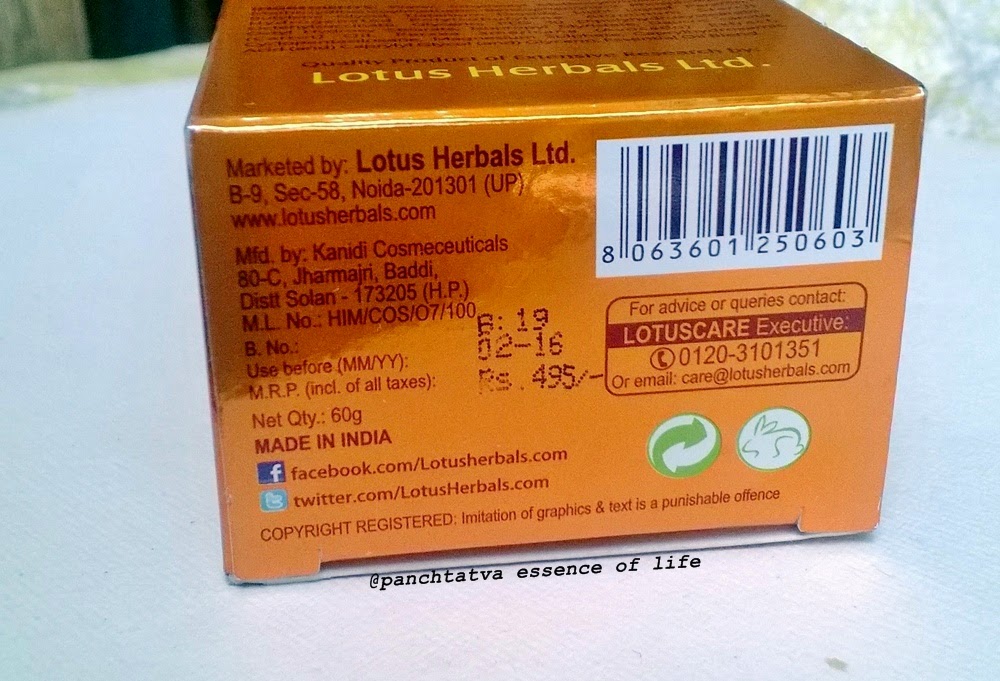 Quality Product of Extensive Research by:
Lotus Herbals Ltd.
Marketed by: Lotus Herbals Ltd.
B-9, Sec-58, Noida-201301 (UP)
www.lotusherbals.com
Mfd. by: Kanidi Cosmeceuticals
80-C, Jharmajri, Baddi,
Distt Solan - 173205 (H.P.)
M.L. No.: HIM/COS/07/100
B. No.: B: 19
Use before (MM/YY): 02-16
M.R.P. (incl. of all taxes): Rs. 495/-
Net Qty.: 60g
MADE IN INDIA
facebook.com/Lotusherbals.com
twitter.com/LotusHerbals.com
COPYRIGHT REGISTERED: Imitation of graphics & text is a punishable offence
8 063601 250603
For advice or queries contact:
LOTUSCARE Executive:
0120-3101351
Or email: care@lotusherbals.com
@panchtatva essence of life